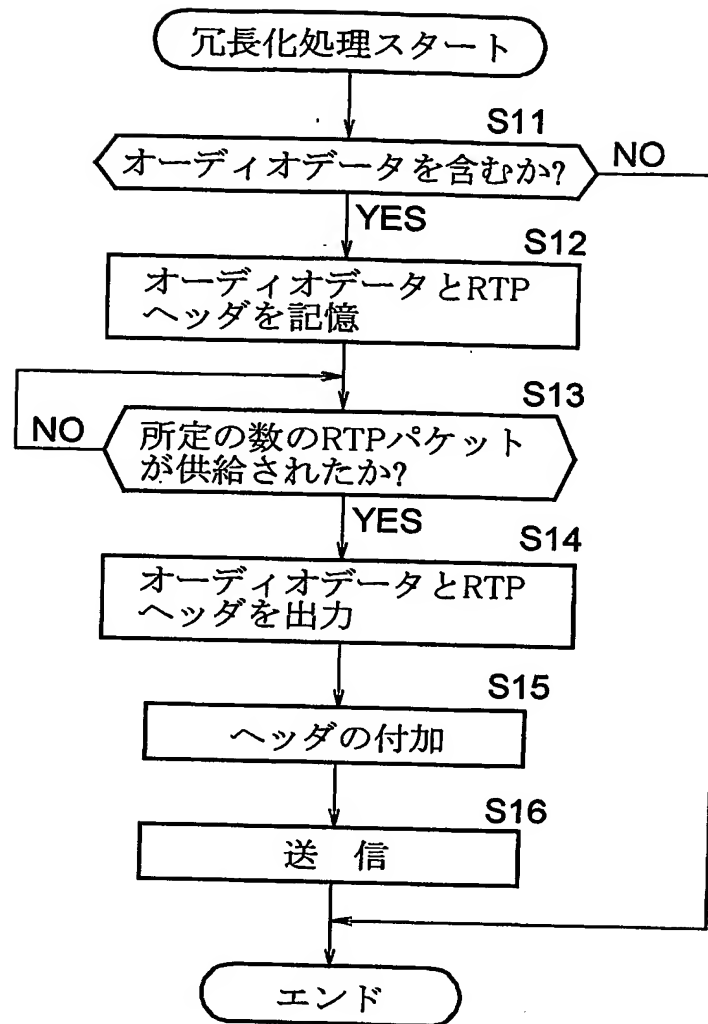 冗長化処理スタート
S11
オーディオデータを含むか?
NO
YES
S12
オーディオデータとRTP
ヘッダを記憶
S13
NO
所定の数のRTPパケット
が供給されたか?
YES
S14
オーディオデータとRTP
ヘッダを出力
S15
ヘッダの付加
S16
送 信
エンド